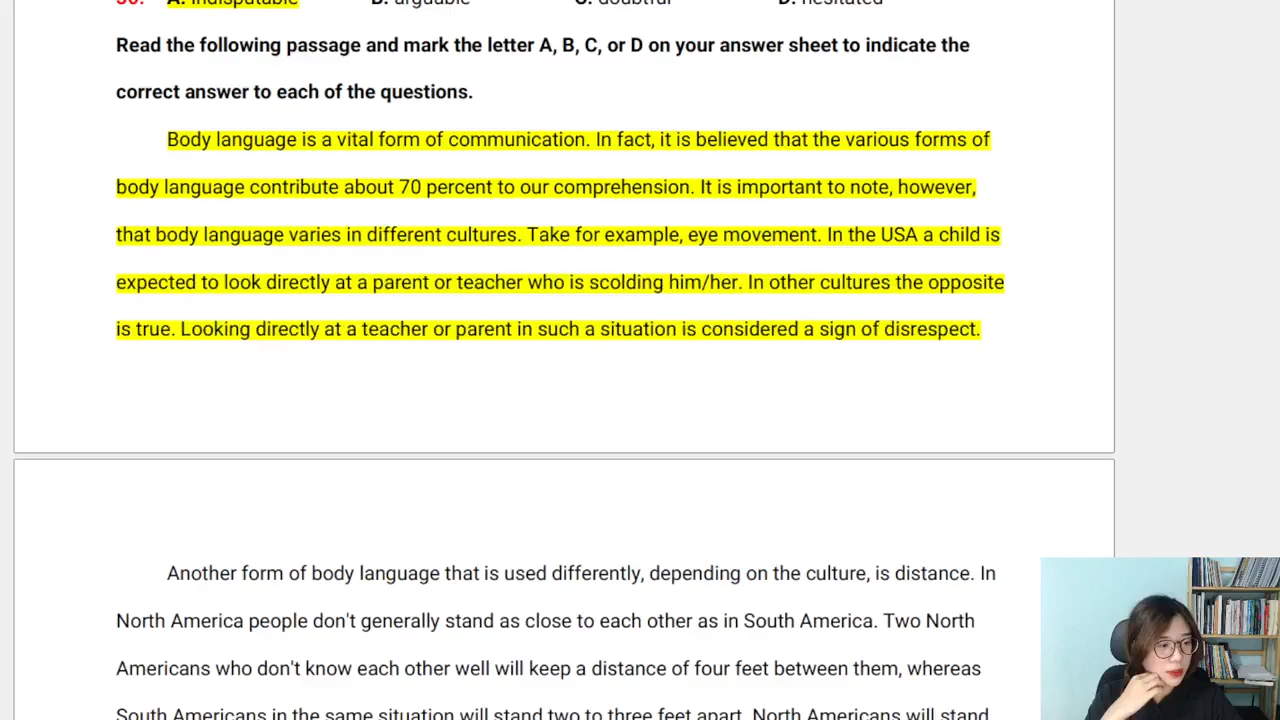 36. A. indisputable B. arguable C. doubtful D. hesitated
Read the following passage and mark the letter A, B, C, or D on your answer sheet to indicate the
correct answer to each of the questions.
Body language is a vital form of communication. In fact, it is believed that the various forms of
body language contribute about 70 percent to our comprehension. It is important to note, however,
that body language varies in different cultures. Take for example, eye movement. In the USA a child is
expected to look directly at a parent or teacher who is scolding him/her. In other cultures the opposite
is true. Looking directly at a teacher or parent in such a situation is considered a sign of disrespect.
Another form of body language that is used differently, depending on the culture, is distance. In
North America people don't generally stand as close to each other as in South America. Two North
Americans who don't know each other well will keep a distance of four feet between them, whereas
South Americans in the same situation will stand two to three feet apart. North Americans will stand